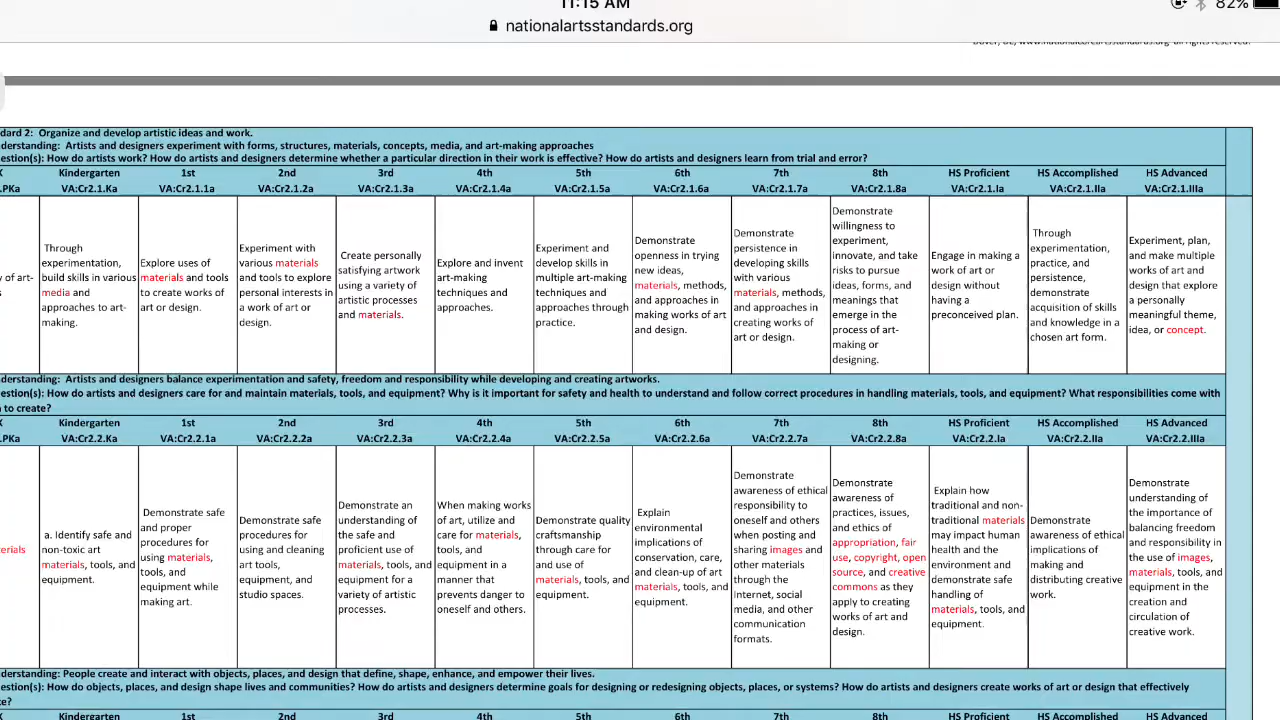 11:15 AM
82%
nationalartsstandards.org
Dover, DE, www.nationalcoreartsstandards.org all rights reserved.
dard 2: Organize and develop artistic ideas and work.
derstanding: Artists and designers experiment with forms, structures, materials, concepts, media, and art-making approaches
estion(s): How do artists work? How do artists and designers determine whether a particular direction in their work is effective? How do artists and designers learn from trial and error?
K Kindergarten 1st 2nd 3rd 4th 5th 6th 7th 8th HS Proficient HS Accomplished HS Advanced
.PKa VA:Cr2.1.Ka VA:Cr2.1.1a VA:Cr2.1.2a VA:Cr2.1.3a VA:Cr2.1.4a VA:Cr2.1.5a VA:Cr2.1.6a VA:Cr2.1.7a VA:Cr2.1.8a VA:Cr2.1.Ia VA:Cr2.1.IIa VA:Cr2.1.IIIa
y of art-
s
Through
experimentation,
build skills in various
media and
approaches to art-
making.
Explore uses of
materials and tools
to create works of
art or design.
Experiment with
various materials
and tools to explore
personal interests in
a work of art or
design.
Create personally
satisfying artwork
using a variety of
artistic processes
and materials.
Explore and invent
art-making
techniques and
approaches.
Experiment and
develop skills in
multiple art-making
techniques and
approaches through
practice.
Demonstrate
openness in trying
new ideas,
materials, methods,
and approaches in
making works of art
and design.
Demonstrate
persistence in
developing skills
with various
materials, methods,
and approaches in
creating works of
art or design.
Demonstrate
willingness to
experiment,
innovate, and take
risks to pursue
ideas, forms, and
meanings that
emerge in the
process of art-
making or
designing.
Engage in making a
work of art or
design without
having a
preconceived plan.
Through
experimentation,
practice, and
persistence,
demonstrate
acquisition of skills
and knowledge in a
chosen art form.
Experiment, plan,
and make multiple
works of art and
design that explore
a personally
meaningful theme,
idea, or concept.
derstanding: Artists and designers balance experimentation and safety, freedom and responsibility while developing and creating artworks.
estion(s): How do artists and designers care for and maintain materials, tools, and equipment? Why is it important for safety and health to understand and follow correct procedures in handling materials, tools, and equipment? What responsibilities come with
to create?
K Kindergarten 1st 2nd 3rd 4th 5th 6th 7th 8th HS Proficient HS Accomplished HS Advanced
.PKa VA:Cr2.2.Ka VA:Cr2.2.1a VA:Cr2.2.2a VA:Cr2.2.3a VA:Cr2.2.4a VA:Cr2.2.5a VA:Cr2.2.6a VA:Cr2.2.7a VA:Cr2.2.8a VA:Cr2.2.Ia VA:Cr2.2.IIa VA:Cr2.2.IIIa
erials
a. Identify safe and
non-toxic art
materials, tools, and
equipment.
Demonstrate safe
and proper
procedures for
using materials,
tools, and
equipment while
making art.
Demonstrate safe
procedures for
using and cleaning
art tools,
equipment, and
studio spaces.
Demonstrate an
understanding of
the safe and
proficient use of
materials, tools, and
equipment for a
variety of artistic
processes.
When making works
of art, utilize and
care for materials,
tools, and
equipment in a
manner that
prevents danger to
oneself and others.
Demonstrate quality
craftsmanship
through care for
and use of
materials, tools, and
equipment.
Explain
environmental
implications of
conservation, care,
and clean-up of art
materials, tools, and
equipment.
Demonstrate
awareness of ethical
responsibility to
oneself and others
when posting and
sharing images and
other materials
through the
Internet, social
media, and other
communication
formats.
Demonstrate
awareness of
practices, issues,
and ethics of
appropriation, fair
use, copyright, open
source, and creative
commons as they
apply to creating
works of art and
design.
Explain how
traditional and non-
traditional materials
may impact human
health and the
environment and
demonstrate safe
handling of
materials, tools, and
equipment.
Demonstrate
awareness of ethical
implications of
making and
distributing creative
work.
Demonstrate
understanding of
the importance of
balancing freedom
and responsibility in
the use of images,
materials, tools, and
equipment in the
creation and
circulation of
creative work.
derstanding: People create and interact with objects, places, and design that define, shape, enhance, and empower their lives.
estion(s): How do objects, places, and design shape lives and communities? How do artists and designers determine goals for designing or redesigning objects, places, or systems? How do artists and designers create works of art or design that effectively
te?
K Kindergarten 1st 2nd 3rd 4th 5th 6th 7th 8th HS Proficient HS Accomplished HS Advanced